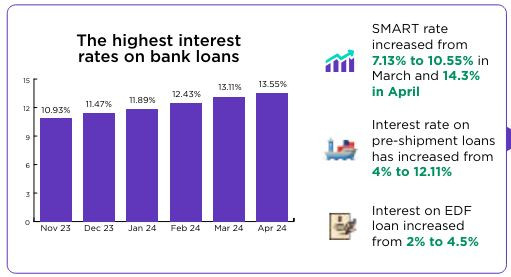 The highest interest
rates on bank loans
15
12
9
6
3
0
10.93%
11.47%
11.89%
12.43%
13.11%
13.55%
Nov 23
Dec 23
Jan 24
Feb 24
Mar 24
Apr 24
SMART rate
increased from
7.13% to 10.55% in
March and 14.3%
in April
Interest rate on
pre-shipment loans
has increased from
4% to 12.11%
Interest on EDF
loan increased
from 2% to 4.5%